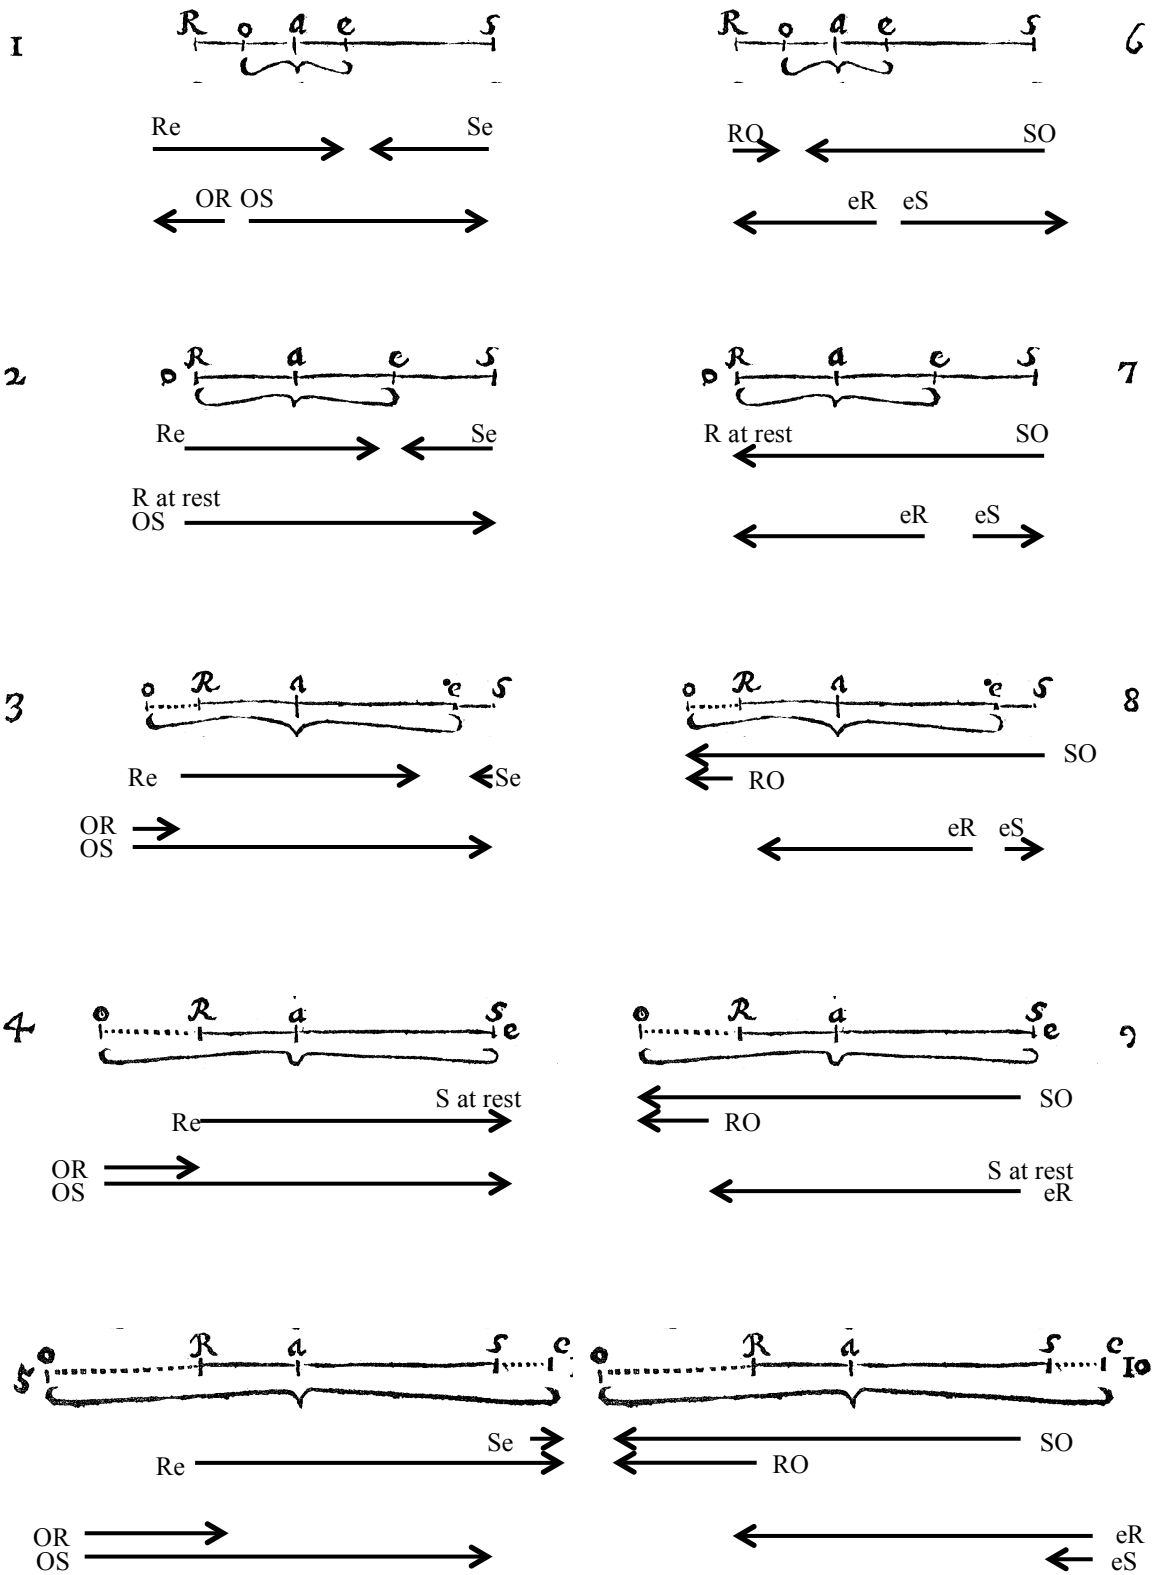 1 R o a e S R o a e S 6
Re Se RO SO
OR OS eR eS
2 o R a e S o R a e S 7
Re Se R at rest SO
R at rest
OS eR eS
3 o R a e S o R a e S 8
Re Se SO
RO
OR eR eS
OS
4 o R a S e o R a S e 9
S at rest SO
Re RO
OR S at rest
OS eR
5 o R a S e o R a S e 10
Se SO
Re RO
OR eR
OS eS